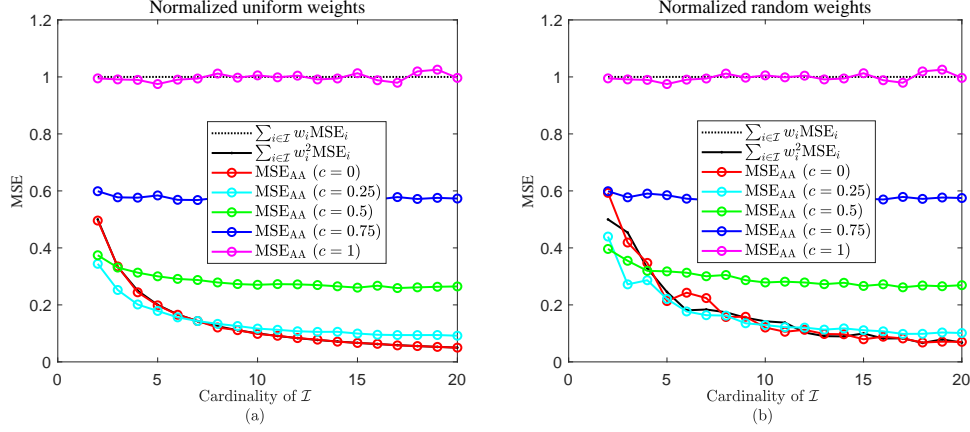 Normalized uniform weights
1.2
1
0.8
0.6
0.4
0.2
0
MSE
∑_{i∈ℐ} w_i MSE_i
∑_{i∈ℐ} w_i^2 MSE_i
MSE_AA (c = 0)
MSE_AA (c = 0.25)
MSE_AA (c = 0.5)
MSE_AA (c = 0.75)
MSE_AA (c = 1)
0 5 10 15 20
Cardinality of ℐ
(a)
Normalized random weights
1.2
1
0.8
0.6
0.4
0.2
0
MSE
∑_{i∈ℐ} w_i MSE_i
∑_{i∈ℐ} w_i^2 MSE_i
MSE_AA (c = 0)
MSE_AA (c = 0.25)
MSE_AA (c = 0.5)
MSE_AA (c = 0.75)
MSE_AA (c = 1)
0 5 10 15 20
Cardinality of ℐ
(b)